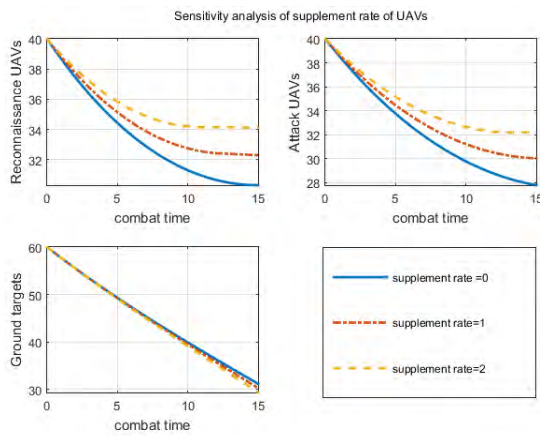 Sensitivity analysis of supplement rate of UAVs
Reconnaissance UAVs
40
38
36
34
32
0
5
10
15
combat time
Attack UAVs
40
38
36
34
32
30
28
0
5
10
15
combat time
Ground targets
60
50
40
30
0
5
10
15
combat time
supplement rate =0
supplement rate=1
supplement rate=2